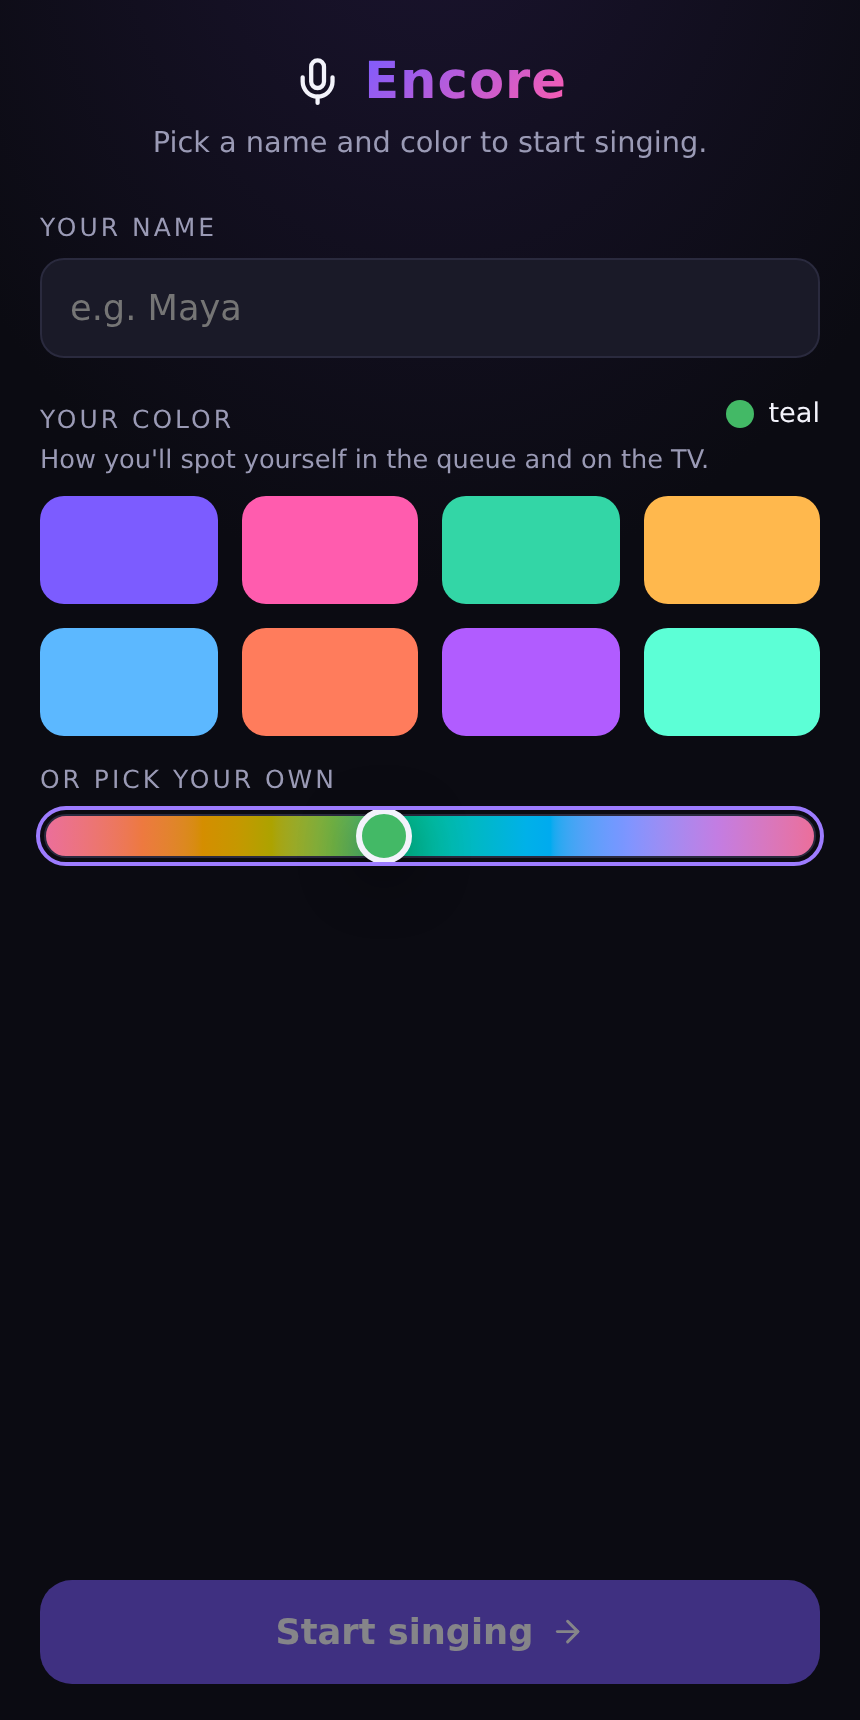 Encore
Pick a name and color to start singing.
YOUR NAME
e.g. Maya
YOUR COLOR
teal
How you'll spot yourself in the queue and on the TV.
OR PICK YOUR OWN
Start singing →